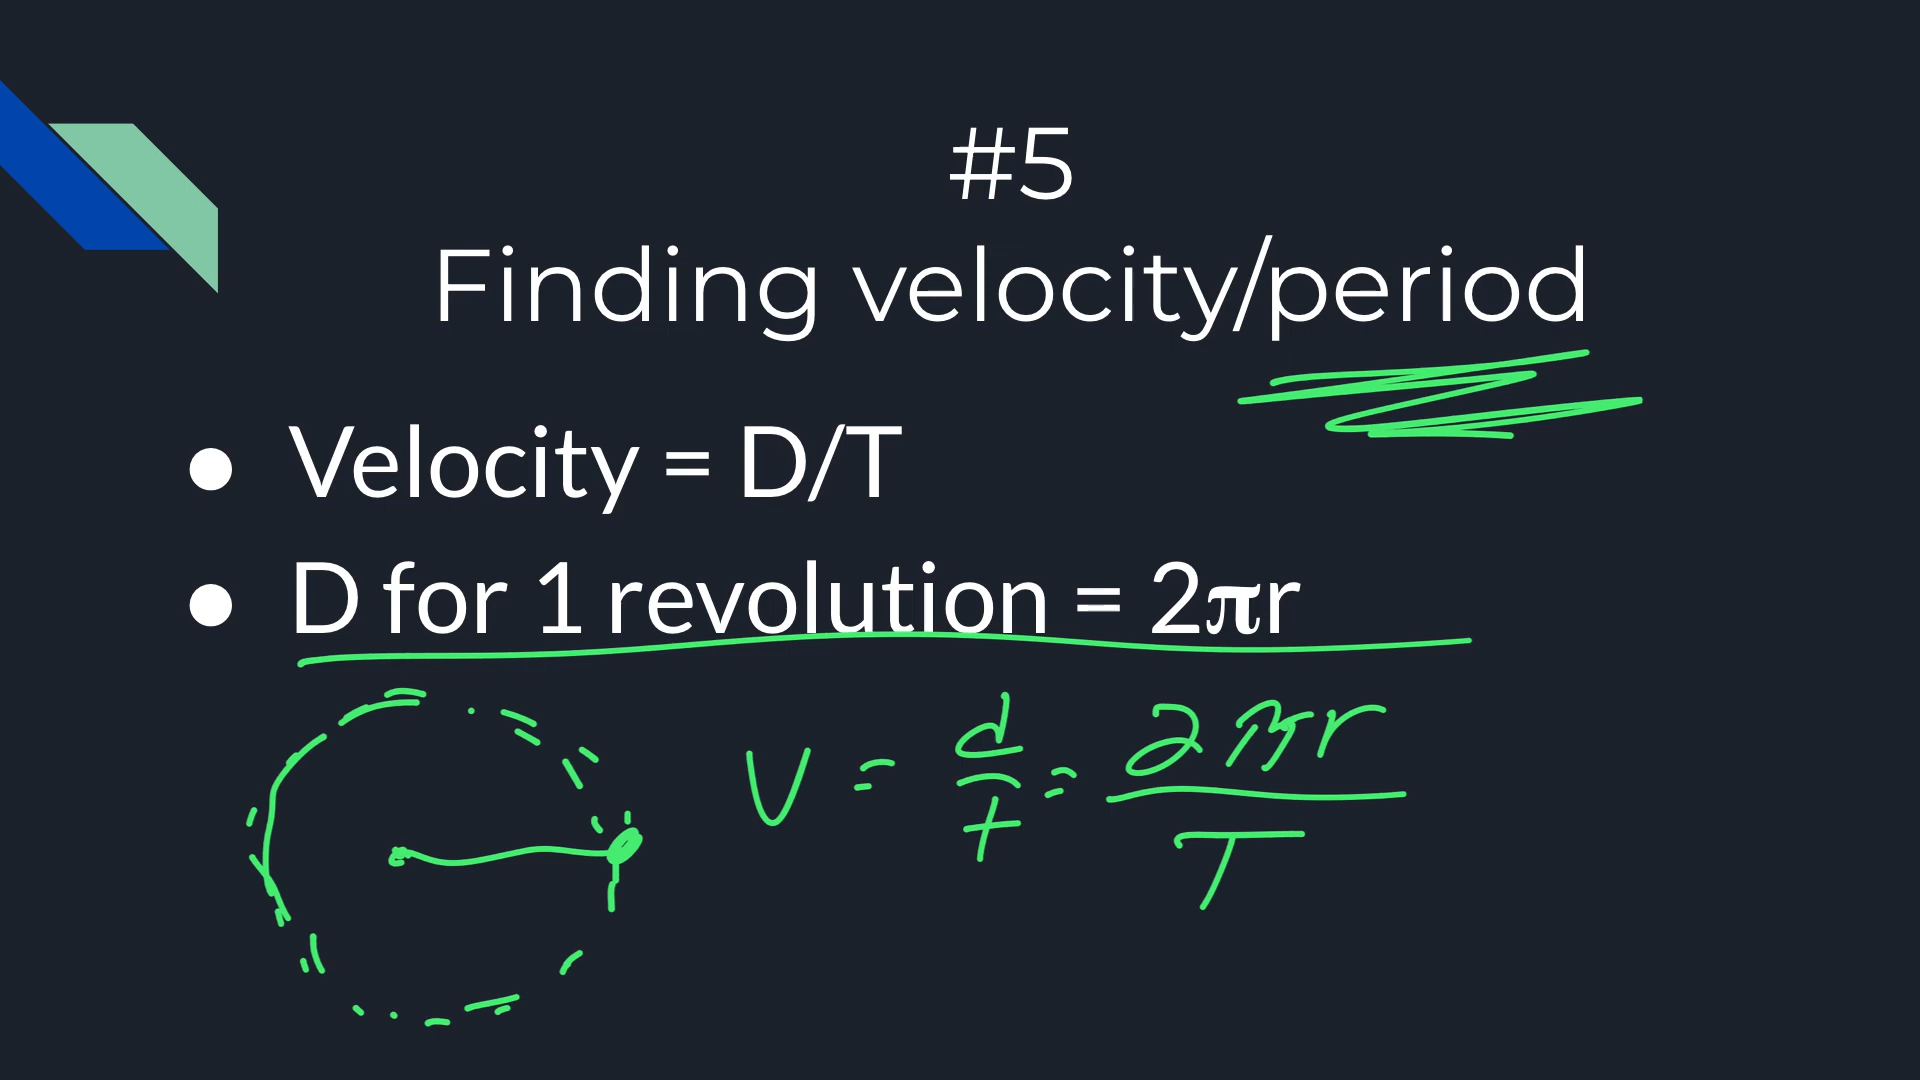 #5
Finding velocity/period
● Velocity = D/T
● D for 1 revolution = 2πr
V = d/t = 2πr/T